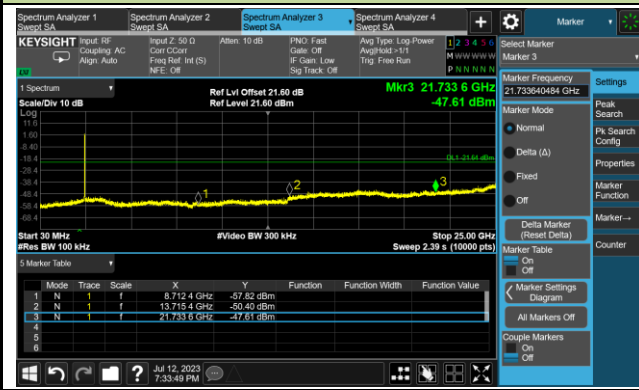 Spectrum Analyzer 1
Swept SA
Spectrum Analyzer 2
Swept SA
Spectrum Analyzer 3
Swept SA
Spectrum Analyzer 4
Swept SA
Marker
KEYSIGHT
Input: RF
Coupling: AC
Align: Auto
Input Z: 50 Ω
Corr CCorr
Freq Ref: Int (S)
NFE: Off
Atten: 10 dB
PNO: Fast
Gate: Off
IF Gain: Low
Sig Track: Off
Avg Type: Log-Power
Avg|Hold:>1/1
Trig: Free Run
1 2 3 4 5 6
M W W W W W
P N N N N N
Select Marker
Marker 3
1 Spectrum
Scale/Div 10 dB
Ref Lvl Offset 21.60 dB
Ref Level 21.60 dBm
Mkr3 21.733 6 GHz
-47.61 dBm
Log
11.6
1.60
-8.40
-18.4
-28.4
-38.4
-48.4
-58.4
-68.4
DL1 -21.64 dBm
1
2
3
Start 30 MHz
#Res BW 100 kHz
#Video BW 300 kHz
Stop 25.00 GHz
Sweep 2.39 s (10000 pts)
5 Marker Table
Mode Trace Scale X Y Function Function Width Function Value
1 N 1 f 8.712 4 GHz -57.82 dBm
2 N 1 f 13.715 4 GHz -50.40 dBm
3 N 1 f 21.733 6 GHz -47.61 dBm
4
5
6
Marker Frequency
21.733640484 GHz
Marker Mode
Normal
Delta (Δ)
Fixed
Off
Delta Marker
(Reset Delta)
Marker Table
On
Off
Marker Settings
Diagram
All Markers Off
Couple Markers
On
Off
Settings
Peak
Search
Pk Search
Config
Properties
Marker
Function
Marker→
Counter
?
Jul 12, 2023
7:33:49 PM